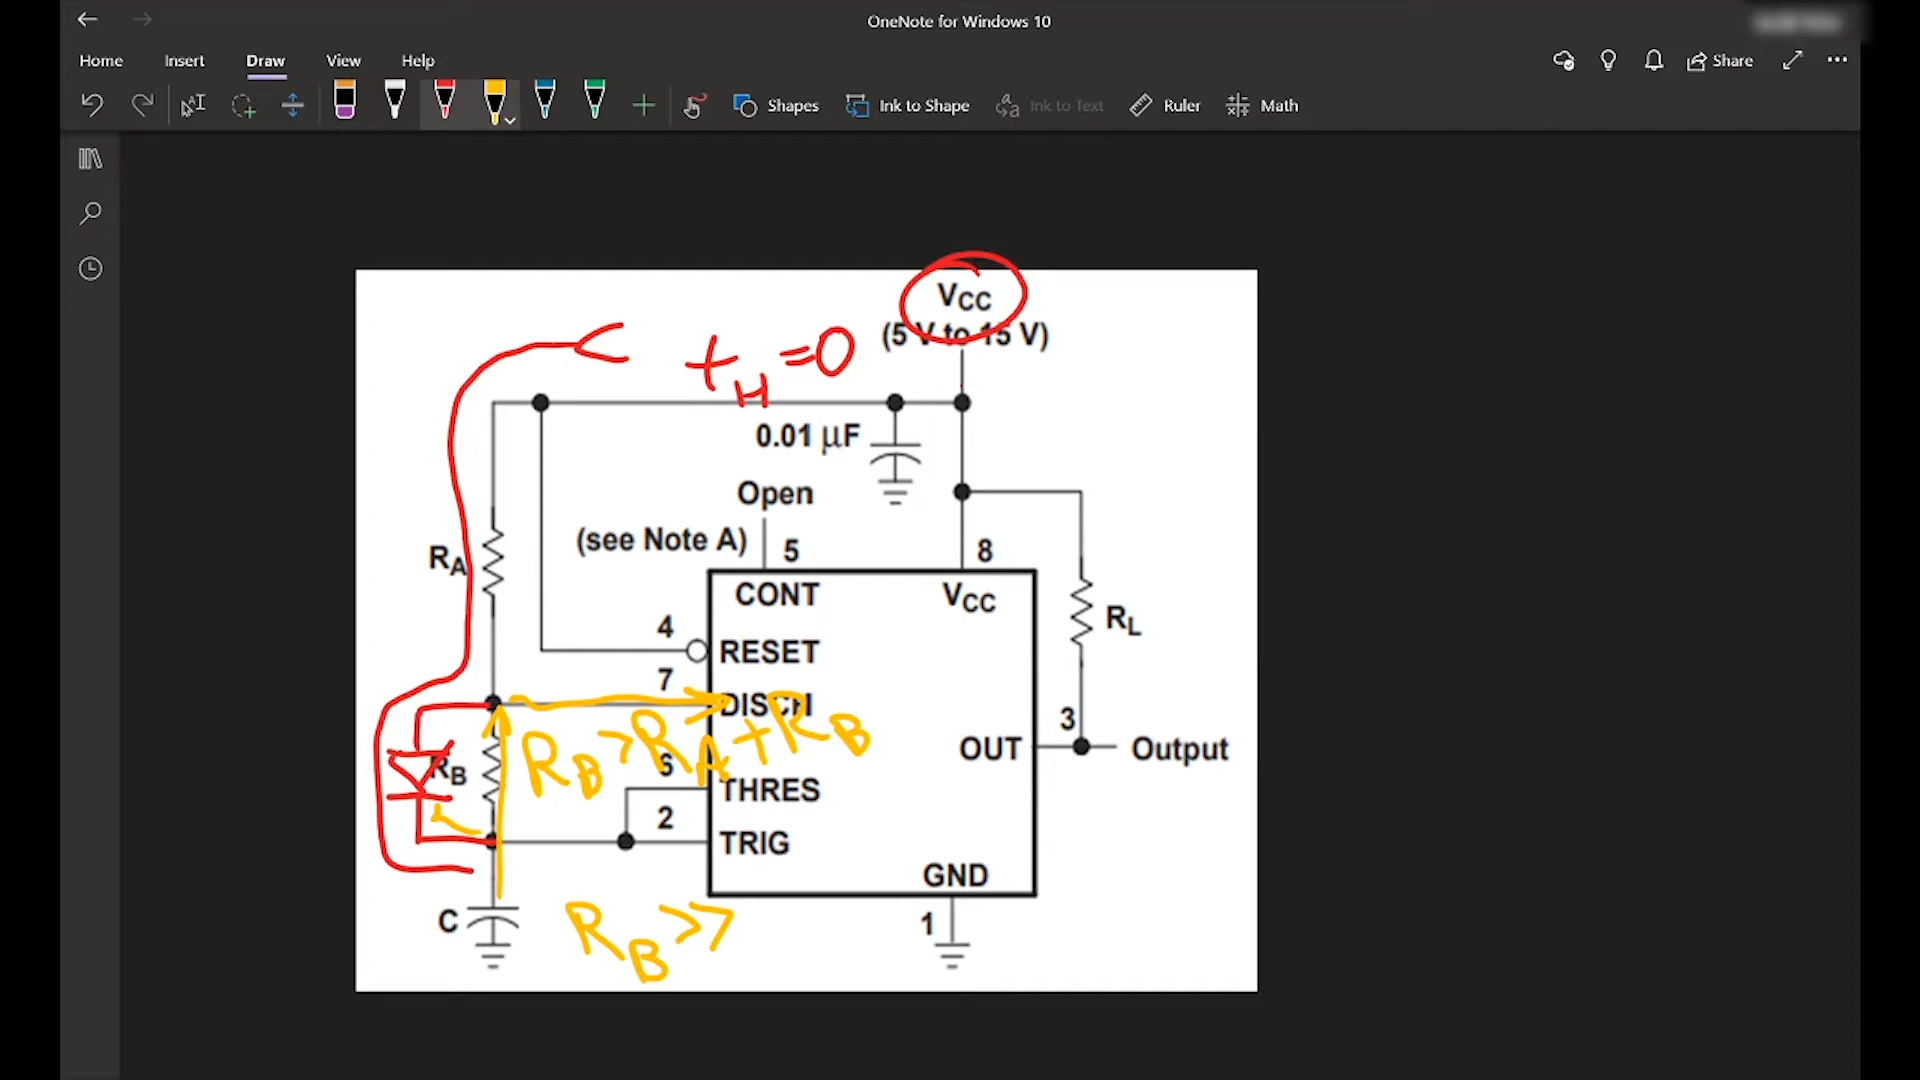 OneNote for Windows 10
Home Insert Draw View Help
Share
Shapes Ink to Shape Ink to Text Ruler Math
VCC
(5 V to 15 V)
tH =0
0.01 µF
Open
(see Note A)
5
8
CONT
VCC
RA
RL
4
RESET
7
DISCH
RB > RA + RB
3
OUT
Output
RB
6
THRES
2
TRIG
GND
C
RB >>
1